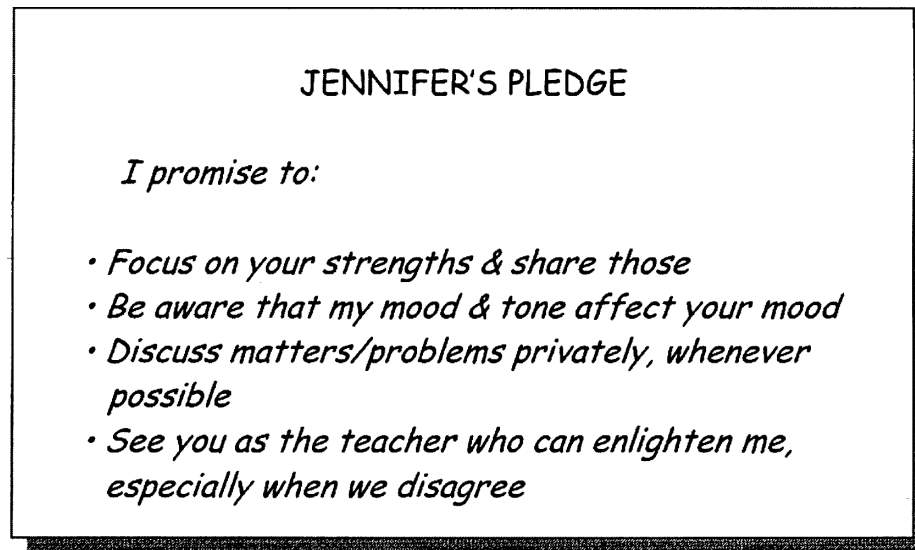 JENNIFER'S PLEDGE
I promise to:
• Focus on your strengths & share those
• Be aware that my mood & tone affect your mood
• Discuss matters/problems privately, whenever
possible
• See you as the teacher who can enlighten me,
especially when we disagree